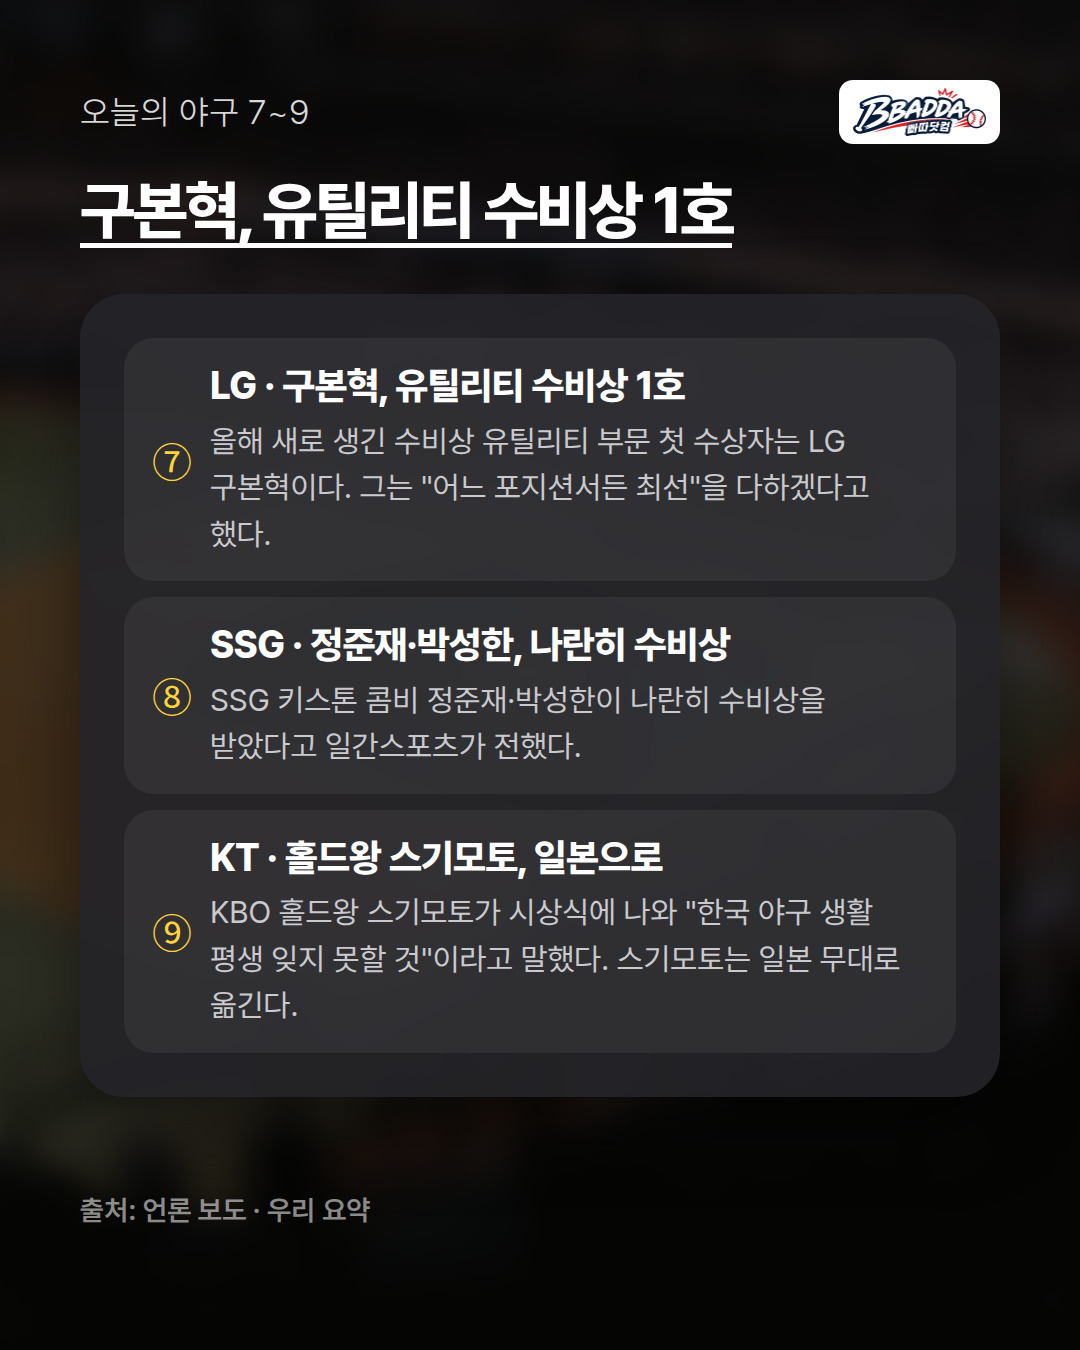 오늘의 야구 7~9
BBADDA
빠따닷컴
구본혁, 유틸리티 수비상 1호
LG · 구본혁, 유틸리티 수비상 1호
⑦
올해 새로 생긴 수비상 유틸리티 부문 첫 수상자는 LG
구본혁이다. 그는 "어느 포지션서든 최선"을 다하겠다고
했다.
SSG · 정준재·박성한, 나란히 수비상
⑧
SSG 키스톤 콤비 정준재·박성한이 나란히 수비상을
받았다고 일간스포츠가 전했다.
KT · 홀드왕 스기모토, 일본으로
⑨
KBO 홀드왕 스기모토가 시상식에 나와 "한국 야구 생활
평생 잊지 못할 것"이라고 말했다. 스기모토는 일본 무대로
옮긴다.
출처: 언론 보도 · 우리 요약